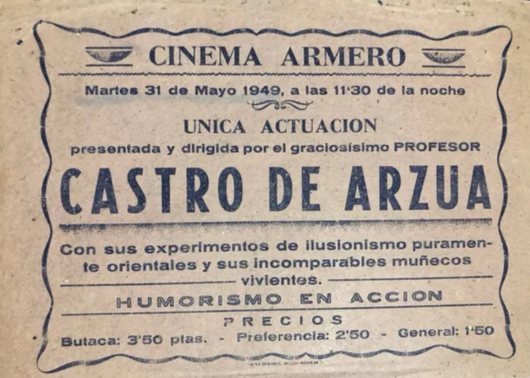 CINEMA ARMERO
Martes 31 de Mayo 1949, a las 11'30 de la noche
UNICA ACTUACION
presentada y dirigida por el graciosísimo PROFESOR
CASTRO DE ARZUA
Con sus experimentos de ilusionismo puramen-
te orientales y sus incomparables muñecos
vivientes.
HUMORISMO EN ACCION
PRECIOS
Butaca: 3'50 ptas. - Preferencia: 2'50 - General: 1'50